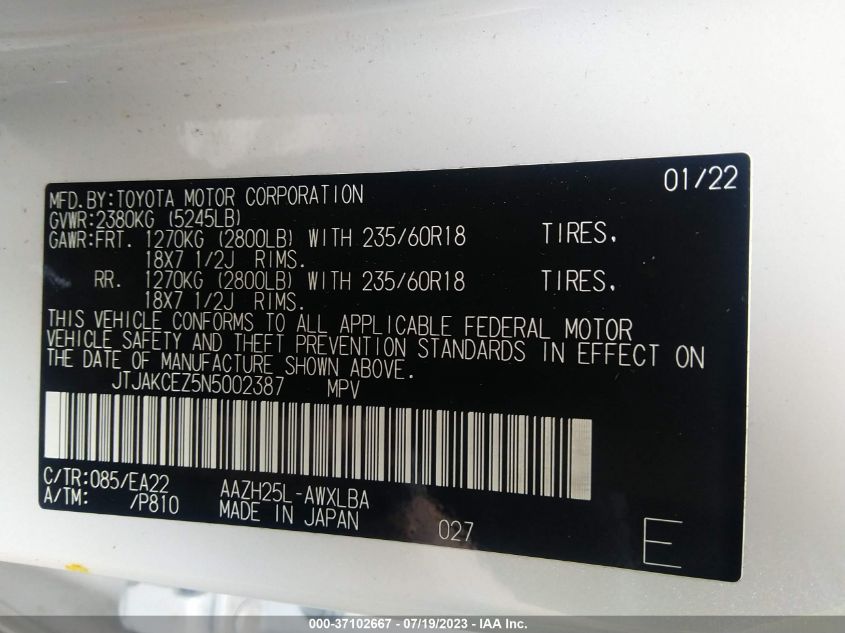 MFD.BY:TOYOTA MOTOR CORPORATION 01/22
GVWR:2380KG (5245LB)
GAWR:FRT. 1270KG (2800LB) WITH 235/60R18 TIRES,
18X7 1/2J RIMS.
RR. 1270KG (2800LB) WITH 235/60R18 TIRES,
18X7 1/2J RIMS.
THIS VEHICLE CONFORMS TO ALL APPLICABLE FEDERAL MOTOR
VEHICLE SAFETY AND THEFT PREVENTION STANDARDS IN EFFECT ON
THE DATE OF MANUFACTURE SHOWN ABOVE.
JTJAKCEZ5N5002387 MPV
C/TR:085/EA22 AAZH25L-AWXLBA
A/TM: /P810 MADE IN JAPAN 027 E
000-37102667 / 07/19/2023 - IAA Inc.